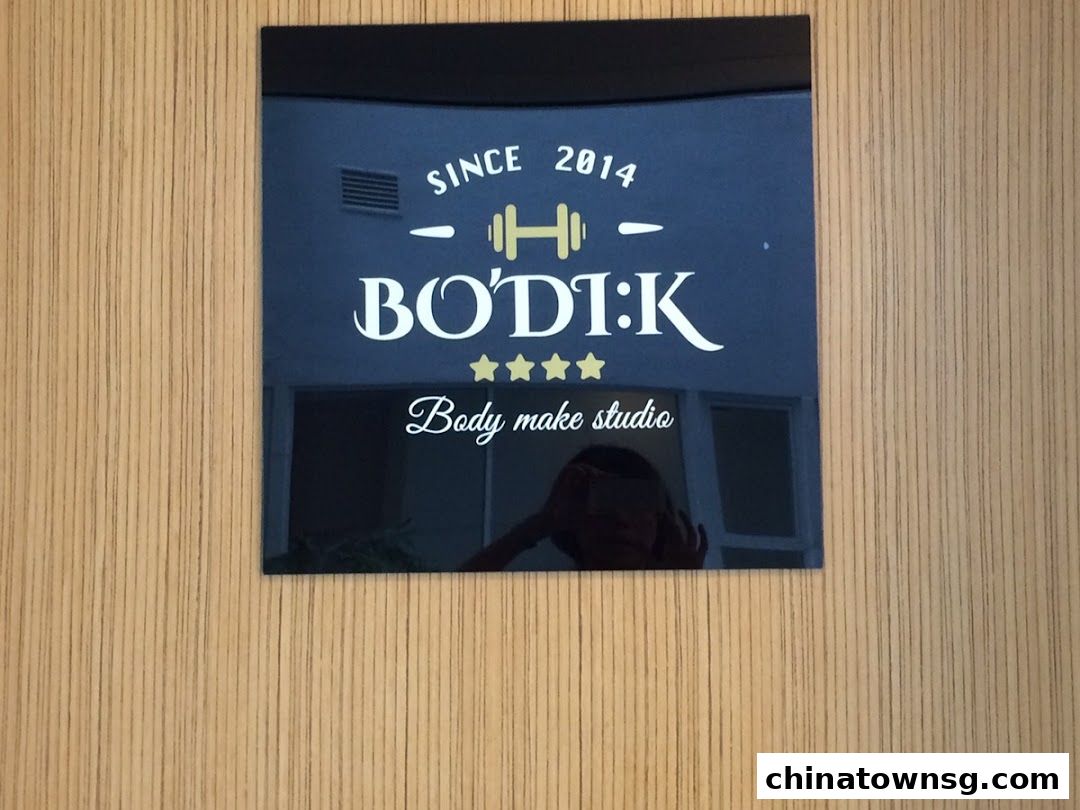 SINCE 2014
BO'DI:K
Body make studio
chinatownsg.com